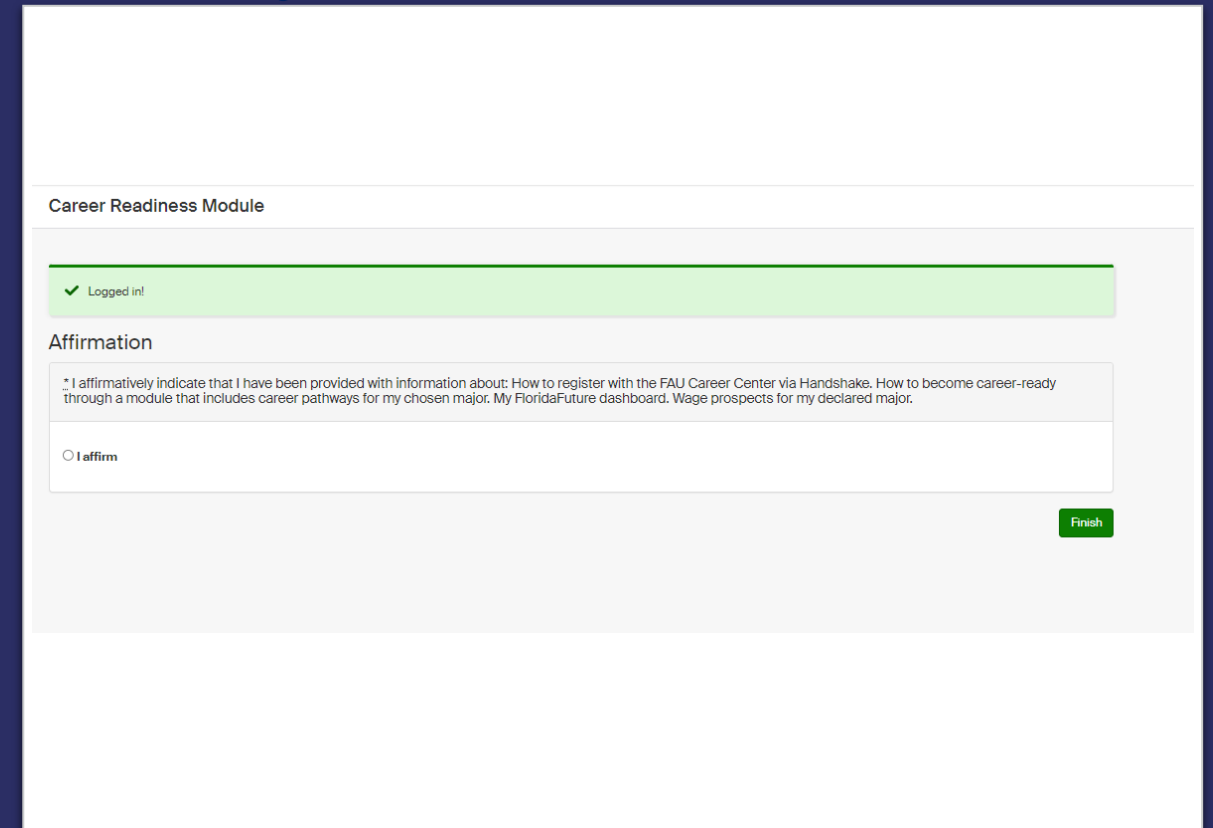 Career Readiness Module
Logged in!
Affirmation
* I affirmatively indicate that I have been provided with information about: How to register with the FAU Career Center via Handshake. How to become career-ready
through a module that includes career pathways for my chosen major. My FloridaFuture dashboard. Wage prospects for my declared major.
I affirm
Finish